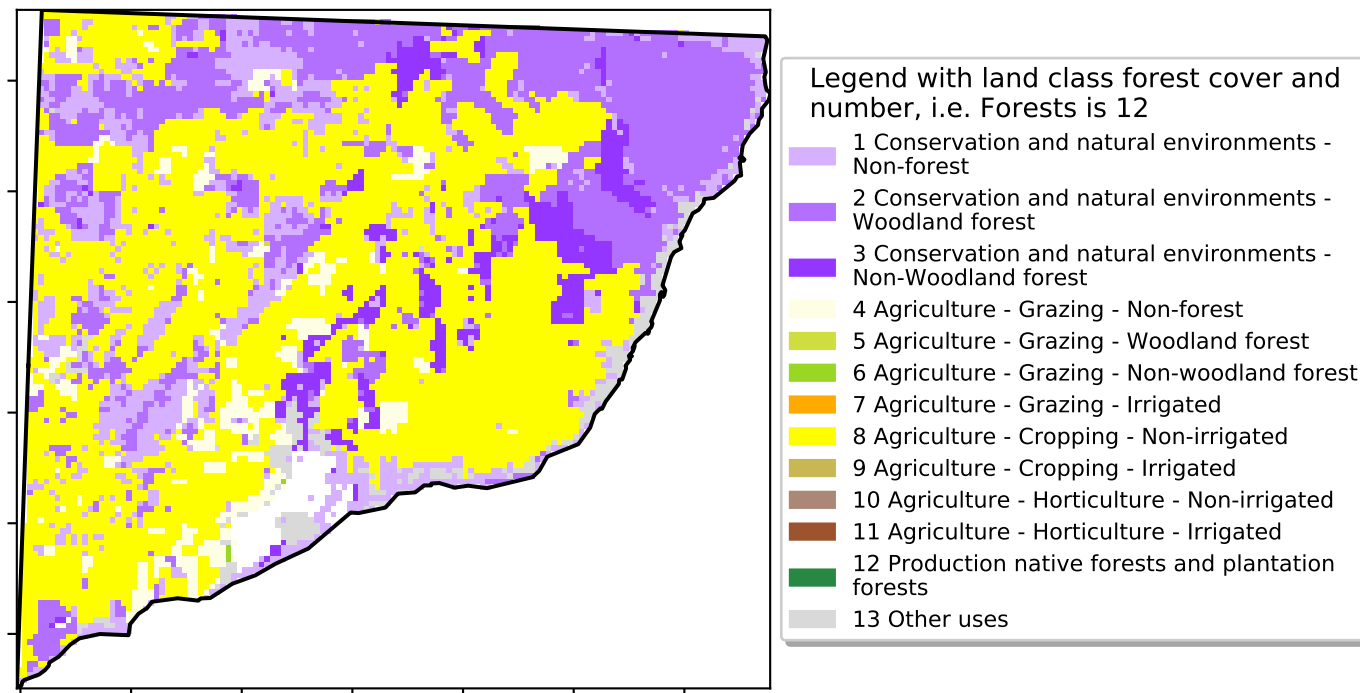 Legend with land class forest cover and
number, i.e. Forests is 12
1 Conservation and natural environments -
Non-forest
2 Conservation and natural environments -
Woodland forest
3 Conservation and natural environments -
Non-Woodland forest
4 Agriculture - Grazing - Non-forest
5 Agriculture - Grazing - Woodland forest
6 Agriculture - Grazing - Non-woodland forest
7 Agriculture - Grazing - Irrigated
8 Agriculture - Cropping - Non-irrigated
9 Agriculture - Cropping - Irrigated
10 Agriculture - Horticulture - Non-irrigated
11 Agriculture - Horticulture - Irrigated
12 Production native forests and plantation
forests
13 Other uses